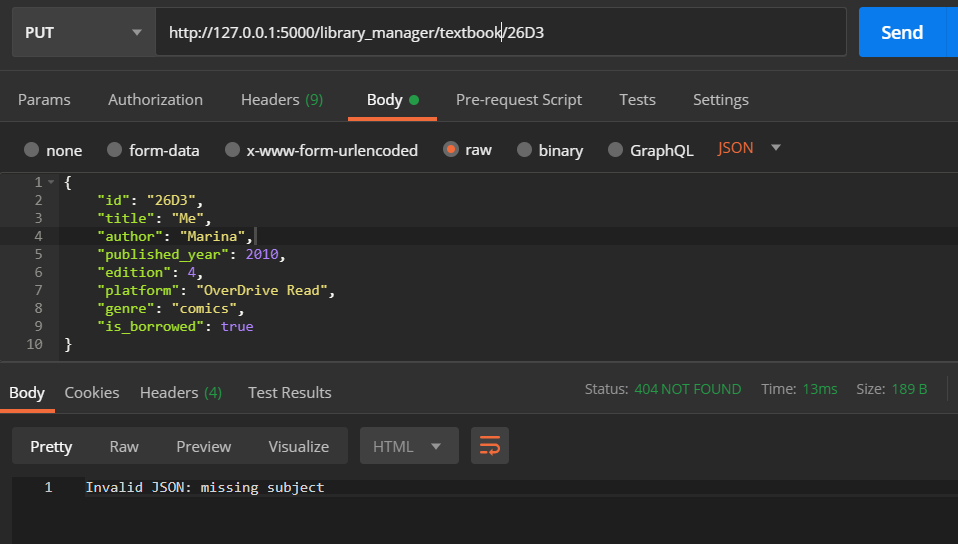 PUT http://127.0.0.1:5000/library_manager/textbook/26D3 Send
Params Authorization Headers (9) Body Pre-request Script Tests Settings
none form-data x-www-form-urlencoded raw binary GraphQL JSON
1 {
2 "id": "26D3",
3 "title": "Me",
4 "author": "Marina",
5 "published_year": 2010,
6 "edition": 4,
7 "platform": "OverDrive Read",
8 "genre": "comics",
9 "is_borrowed": true
10 }
Body Cookies Headers (4) Test Results Status: 404 NOT FOUND Time: 13ms Size: 189 B
Pretty Raw Preview Visualize HTML
1 Invalid JSON: missing subject